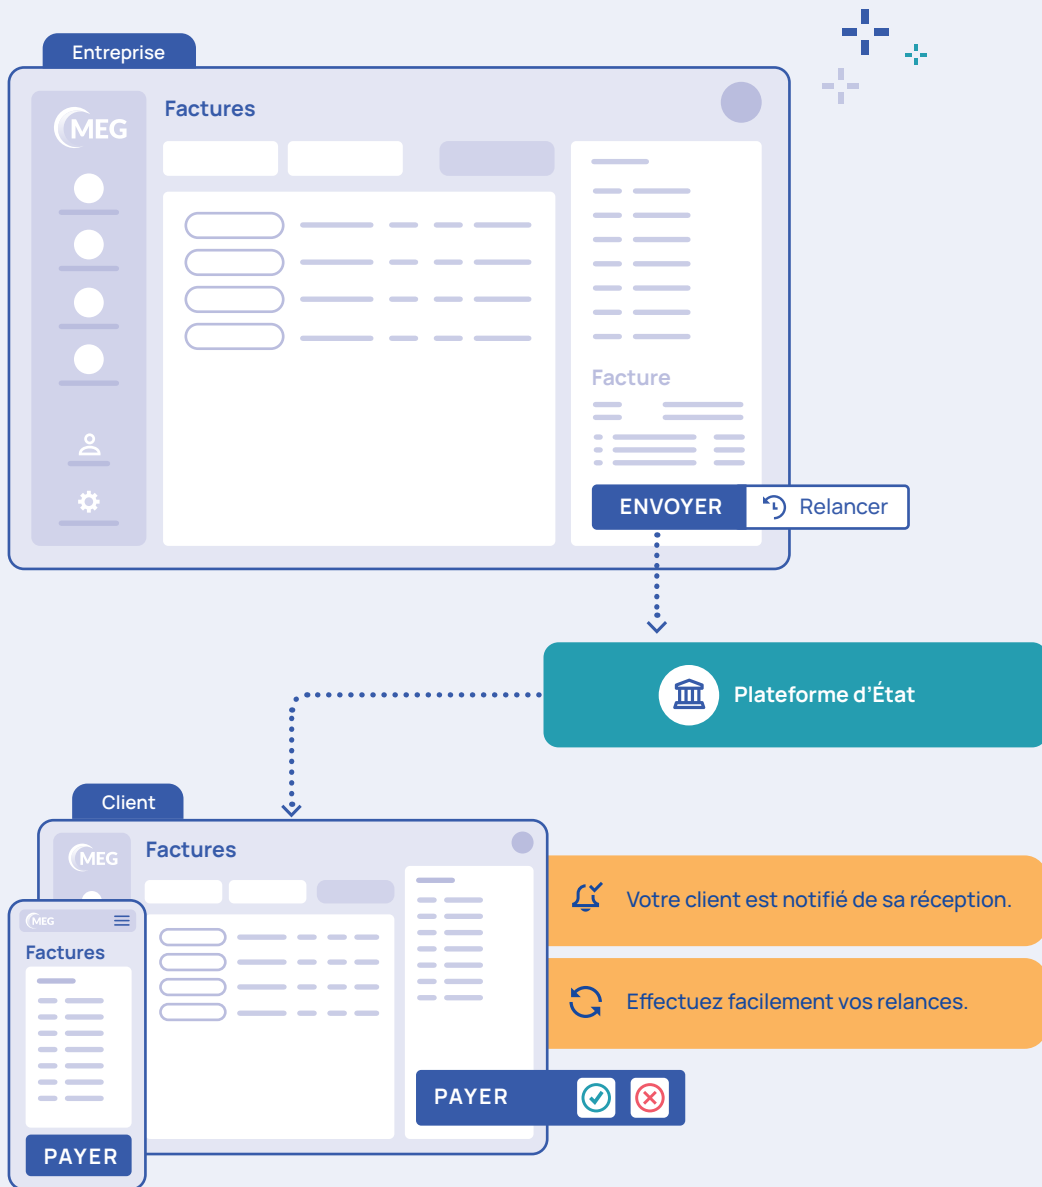 Entreprise
MEG
Factures
Facture
ENVOYER
Relancer
Plateforme d'État
Client
MEG
Factures
MEG
Factures
Votre client est notifié de sa réception.
Effectuez facilement vos relances.
PAYER
PAYER